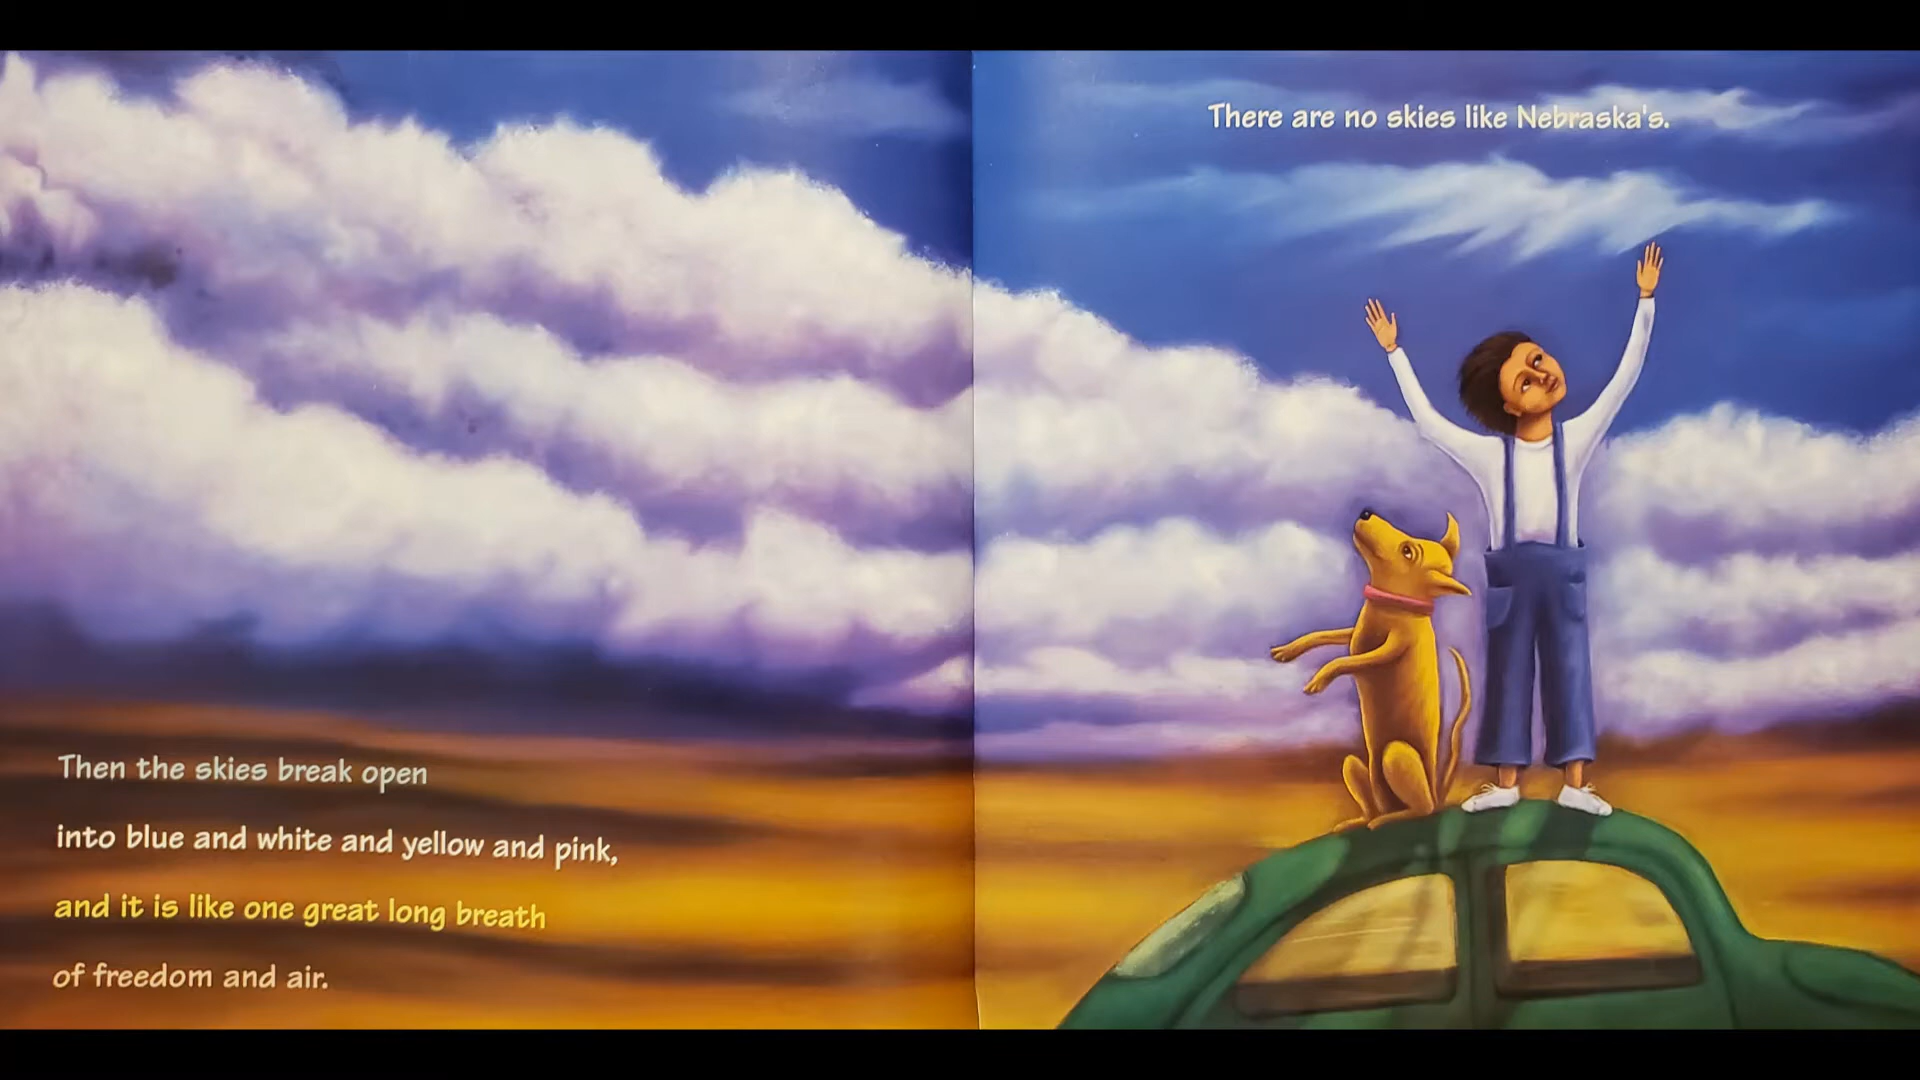 Then the skies break open
into blue and white and yellow and pink,
and it is like one great long breath
of freedom and air.
There are no skies like Nebraska's.